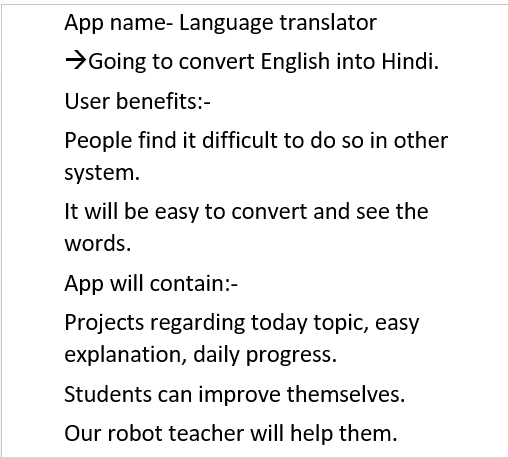 App name- Language translator
→Going to convert English into Hindi.
User benefits:-
People find it difficult to do so in other
system.
It will be easy to convert and see the
words.
App will contain:-
Projects regarding today topic, easy
explanation, daily progress.
Students can improve themselves.
Our robot teacher will help them.